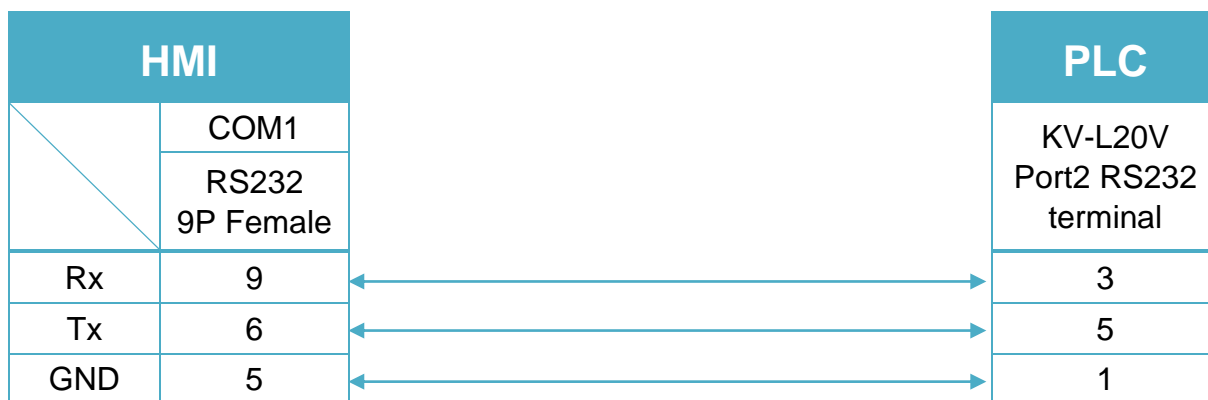 HMI
PLC
COM1
RS232
9P Female
KV-L20V
Port2 RS232
terminal
Rx 9 3
Tx 6 5
GND 5 1